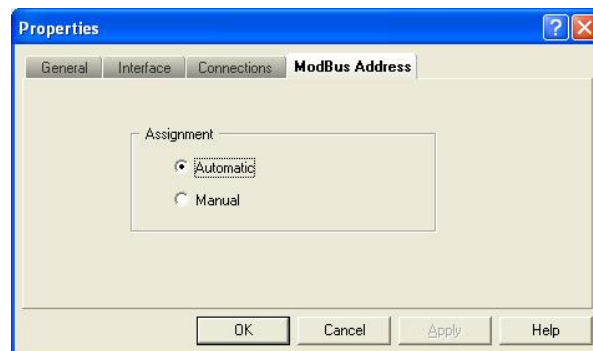 Properties
General Interface Connections ModBus Address
Assignment
Automatic
Manual
OK Cancel Apply Help